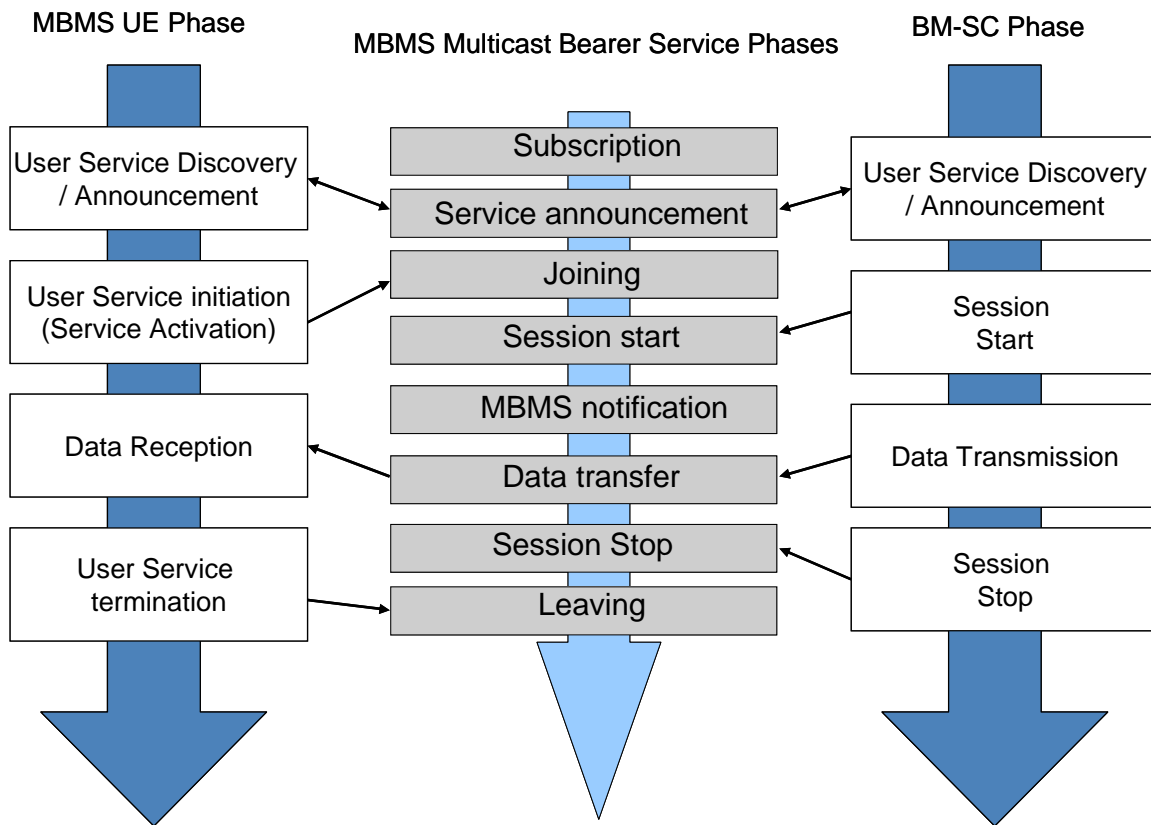 MBMS UE Phase
MBMS Multicast Bearer Service Phases
BM-SC Phase
User Service Discovery
/ Announcement
User Service initiation
(Service Activation)
Data Reception
User Service
termination
Subscription
Service announcement
Joining
Session start
MBMS notification
Data transfer
Session Stop
Leaving
User Service Discovery
/ Announcement
Session
Start
Data Transmission
Session
Stop